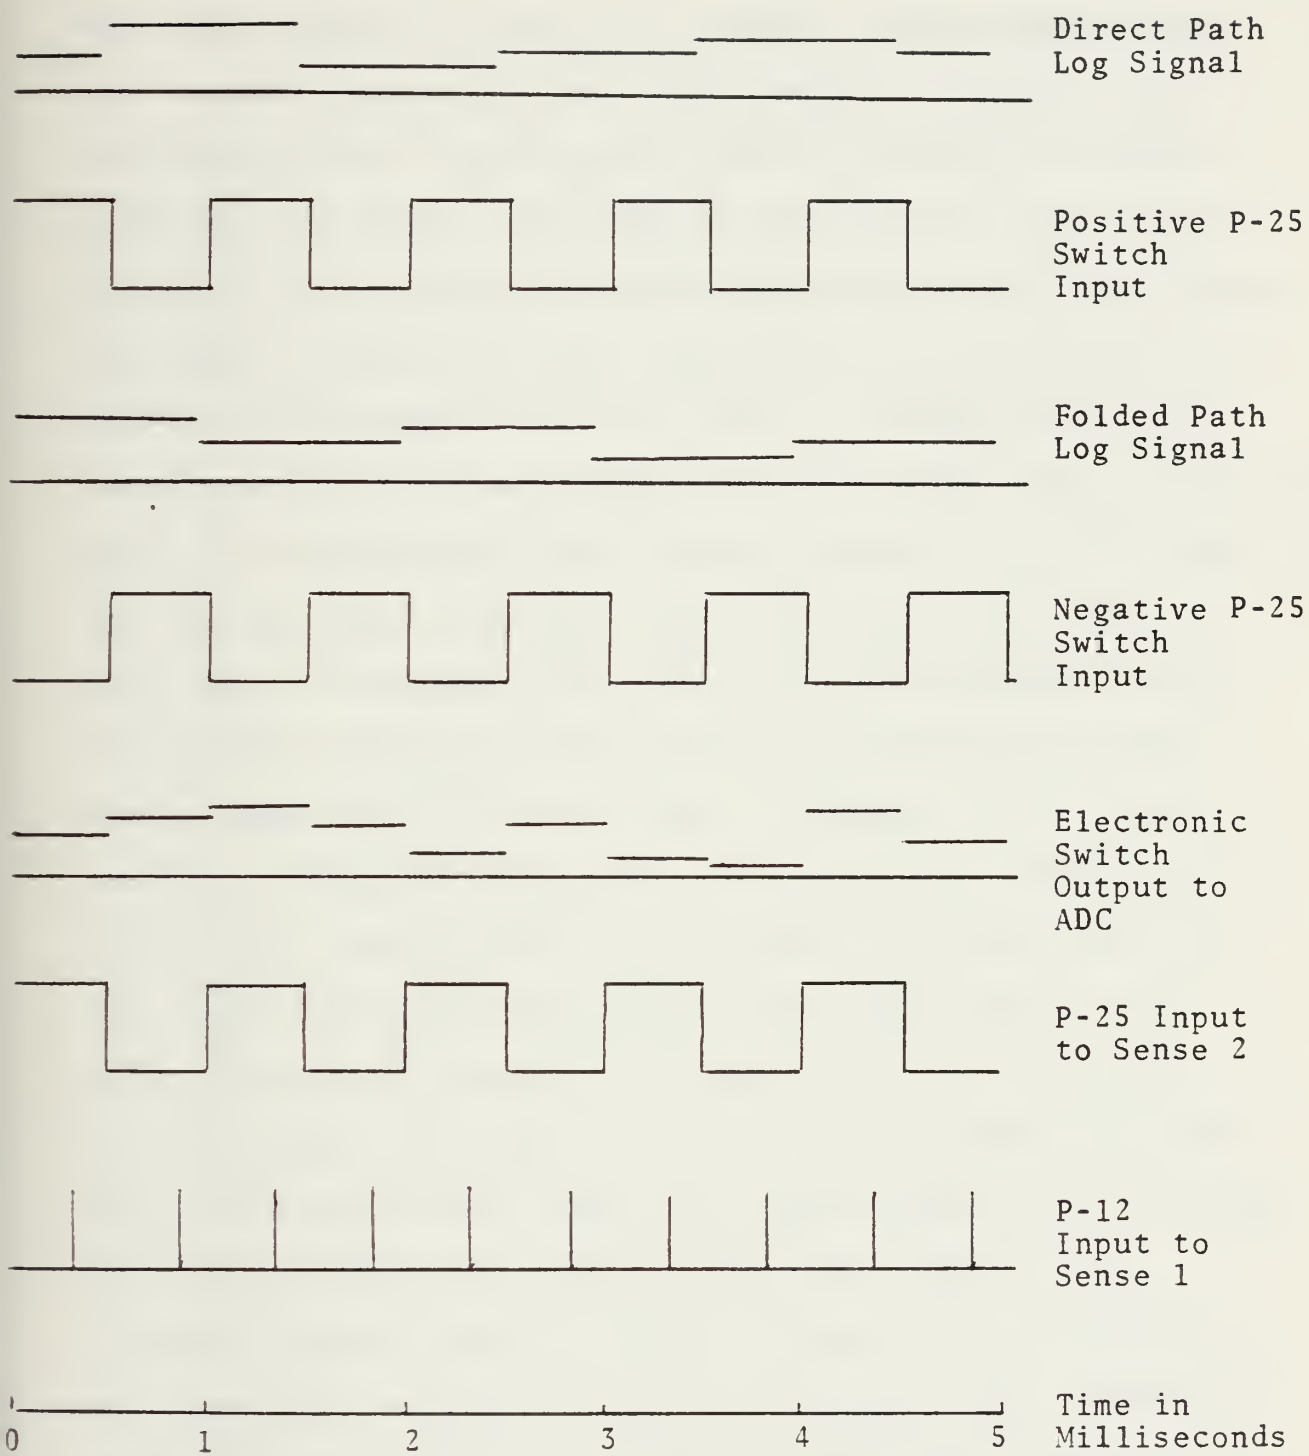 Direct Path
Log Signal
Positive P-25
Switch
Input
Folded Path
Log Signal
Negative P-25
Switch
Input
Electronic
Switch
Output to
ADC
P-25 Input
to Sense 2
P-12
Input to
Sense 1
Time in
Milliseconds
0 1 2 3 4 5